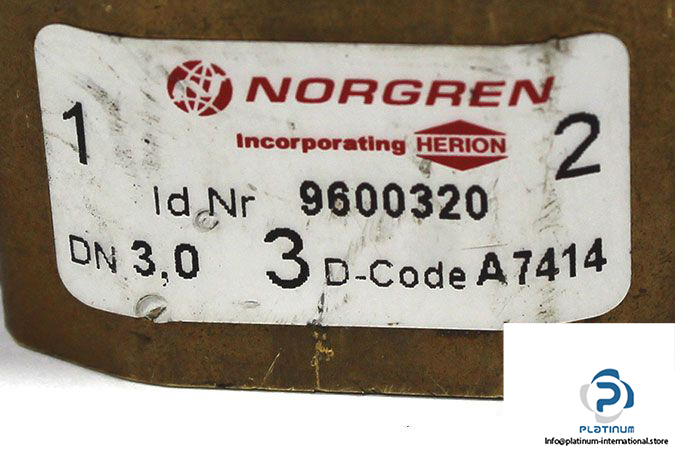 NORGREN
Incorporating HERION
1
2
Id Nr 9600320
DN 3,0 3 D-Code A7414
PLATINUM
Info@platinum-international.store